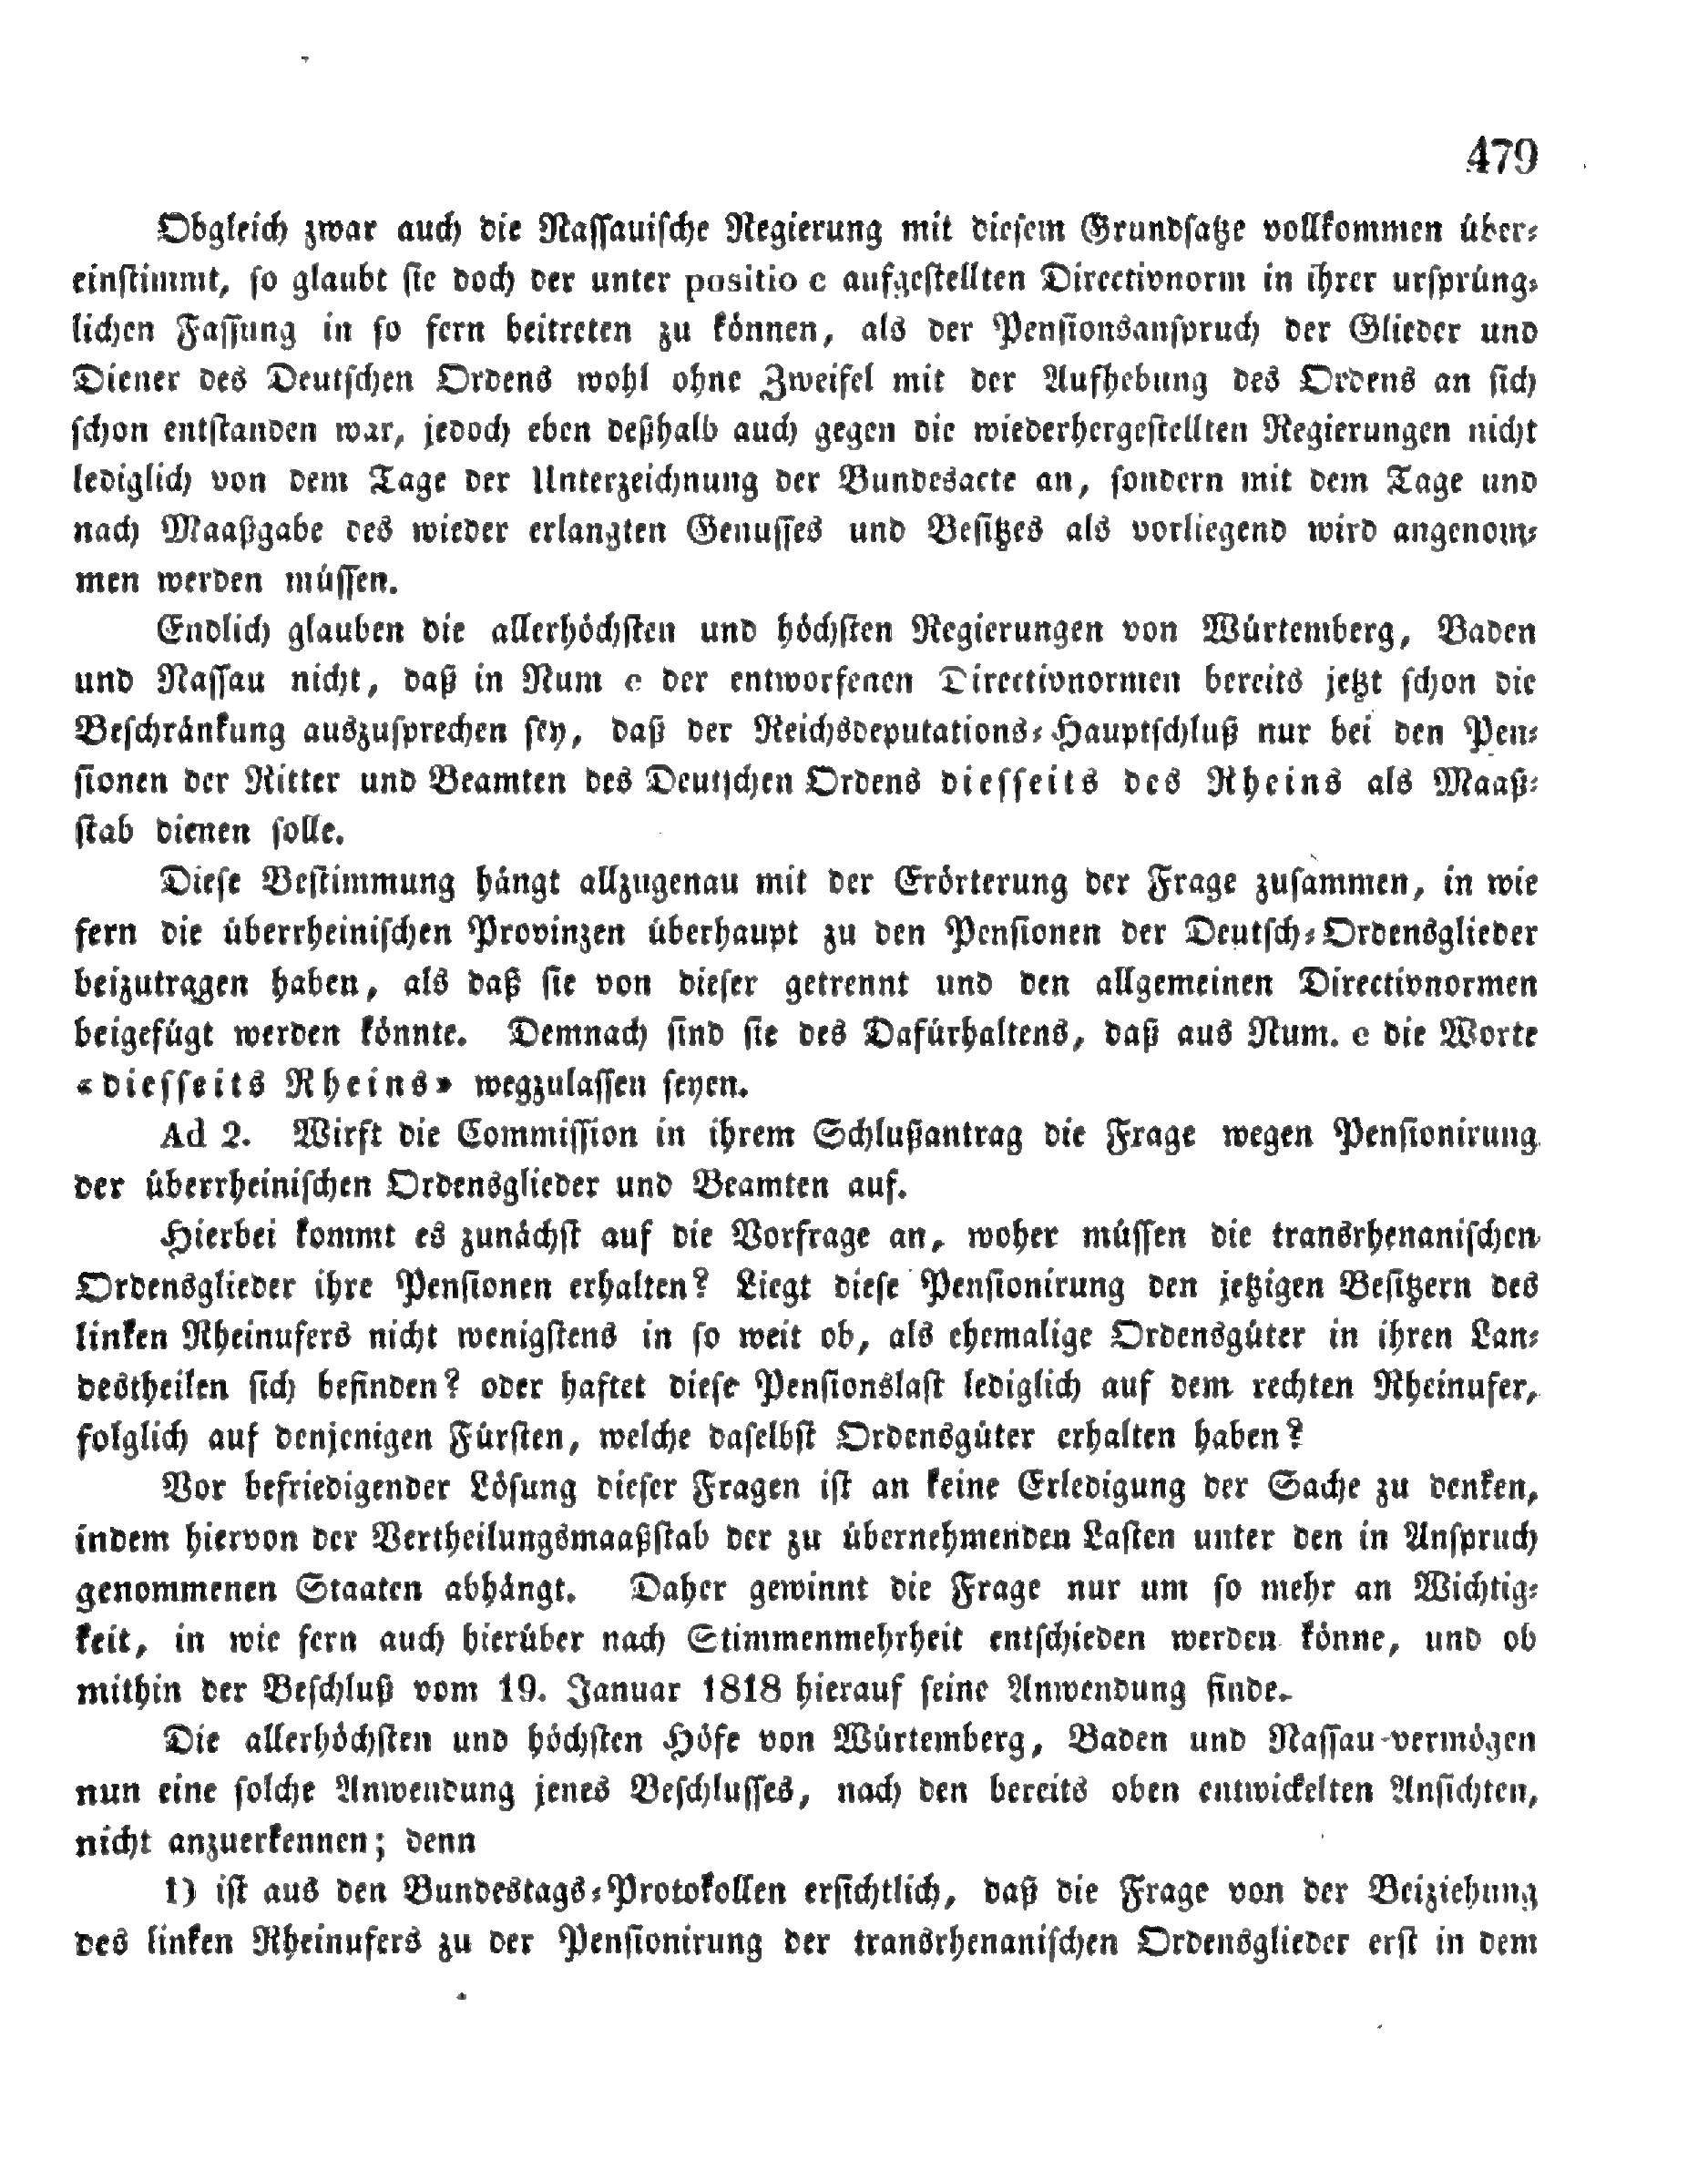 479
Obgleich zwar auch die Nassauische Regierung mit diesem Grundsatze vollkommen über-
einstimmt, so glaubt sie doch der unter positio c aufgestellten Directivnorm in ihrer ursprüng-
lichen Fassung in so fern beitreten zu können, als der Pensionsanspruch der Glieder und
Diener des Deutschen Ordens wohl ohne Zweifel mit der Aufhebung des Ordens an sich
schon entstanden war, jedoch eben deßhalb auch gegen die wiederhergestellten Regierungen nicht
lediglich von dem Tage der Unterzeichnung der Bundesacte an, sondern mit dem Tage und
nach Maaßgabe des wieder erlangten Genusses und Besitzes als vorliegend wird angenom-
men werden müssen.
Endlich glauben die allerhöchsten und höchsten Regierungen von Würtemberg, Baden
und Nassau nicht, daß in Num e der entworfenen Directivnormen bereits jetzt schon die
Beschränkung auszusprechen sey, daß der Reichsdeputations-Hauptschluß nur bei den Pen-
sionen der Ritter und Beamten des Deutschen Ordens diesseits des Rheins als Maaß-
stab dienen solle.
Diese Bestimmung hängt allzugenau mit der Erörterung der Frage zusammen, in wie
fern die überrheinischen Provinzen überhaupt zu den Pensionen der Deutsch-Ordensglieder
beizutragen haben, als daß sie von dieser getrennt und den allgemeinen Directivnormen
beigefügt werden könnte. Demnach sind sie des Dafürhaltens, daß aus Num. e die Worte
«diesseits Rheins» wegzulassen seyen.
Ad 2. Wirft die Commission in ihrem Schlußantrag die Frage wegen Pensionirung
der überrheinischen Ordensglieder und Beamten auf.
Hierbei kommt es zunächst auf die Vorfrage an, woher müssen die transrhenanischen
Ordensglieder ihre Pensionen erhalten? Liegt diese Pensionirung den jetzigen Besitzern des
linken Rheinufers nicht wenigstens in so weit ob, als ehemalige Ordensgüter in ihren Lan-
destheilen sich befinden? oder haftet diese Pensionslast lediglich auf dem rechten Rheinufer,
folglich auf denjenigen Fürsten, welche daselbst Ordensgüter erhalten haben?
Vor befriedigender Lösung dieser Fragen ist an keine Erledigung der Sache zu denken,
indem hiervon der Vertheilungsmaaßstab der zu übernehmenden Lasten unter den in Anspruch
genommenen Staaten abhängt. Daher gewinnt die Frage nur um so mehr an Wichtig-
keit, in wie fern auch hierüber nach Stimmenmehrheit entschieden werden könne, und ob
mithin der Beschluß vom 19. Januar 1818 hierauf seine Anwendung finde.
Die allerhöchsten und höchsten Höfe von Würtemberg, Baden und Nassau vermögen
nun eine solche Anwendung jenes Beschlusses, nach den bereits oben entwickelten Ansichten,
nicht anzuerkennen; denn
1) ist aus den Bundestags-Protokollen ersichtlich, daß die Frage von der Beiziehung
des linken Rheinufers zu der Pensionirung der transrhenanischen Ordensglieder erst in dem